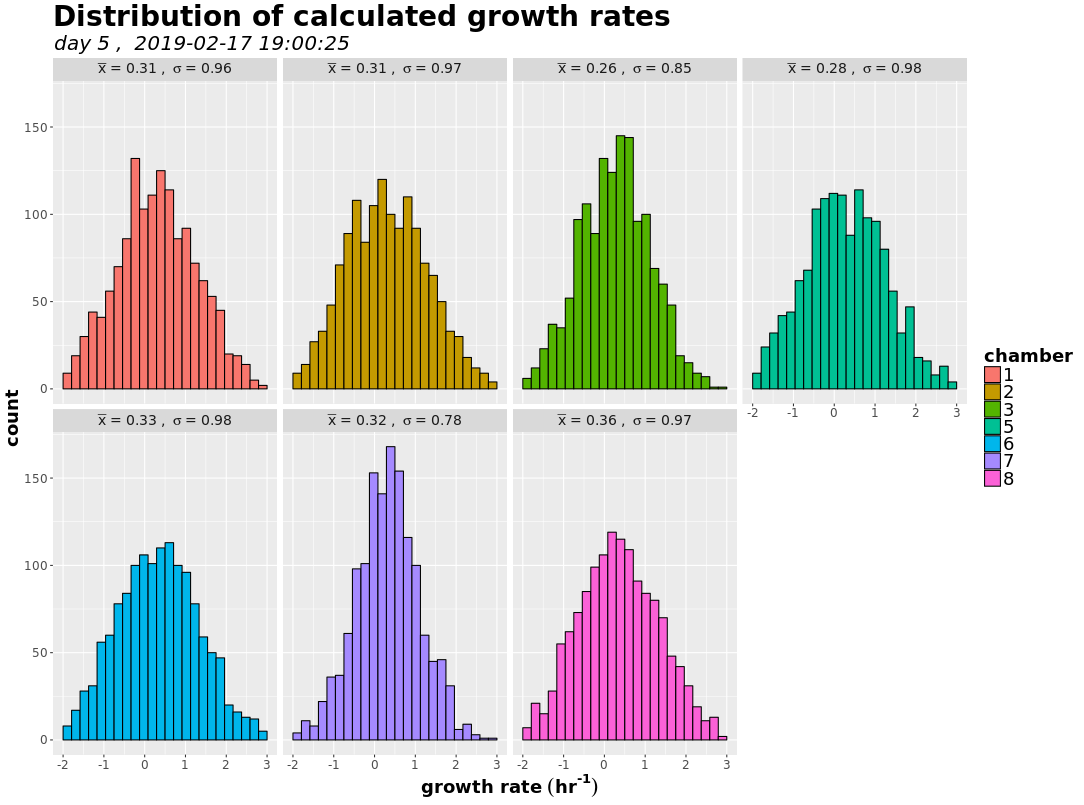 Distribution of calculated growth rates
day 5 , 2019-02-17 19:00:25
x̅ = 0.31 , σ = 0.96
x̅ = 0.31 , σ = 0.97
x̅ = 0.26 , σ = 0.85
x̅ = 0.28 , σ = 0.98
150
100
50
0
-2 -1 0 1 2 3
x̅ = 0.33 , σ = 0.98
x̅ = 0.32 , σ = 0.78
x̅ = 0.36 , σ = 0.97
150
100
50
0
-2 -1 0 1 2 3
-2 -1 0 1 2 3
-2 -1 0 1 2 3
count
growth rate (hr⁻¹)
chamber
1
2
3
5
6
7
8